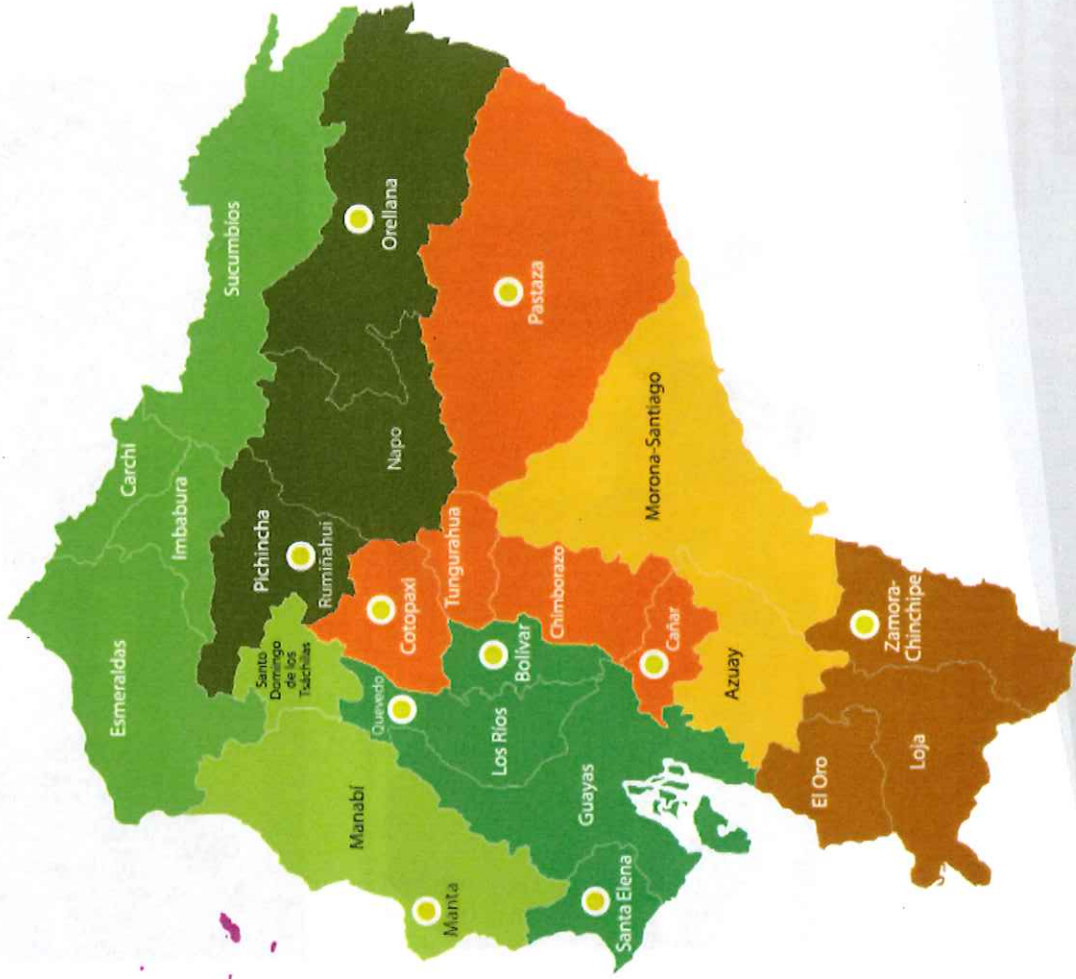 Esmeraldas
Carchi
Imbabura
Sucumbíos
Pichincha
Rumiñahui
Santo
Domingo
de los
Tsáchilas
Napo
Orellana
Manabí
Manta
Quevedo
Cotopaxi
Tungurahua
Pastaza
Los Ríos
Bolívar
Chimborazo
Guayas
Santa Elena
Cañar
Morona-Santiago
Azuay
El Oro
Loja
Zamora-
Chinchipe